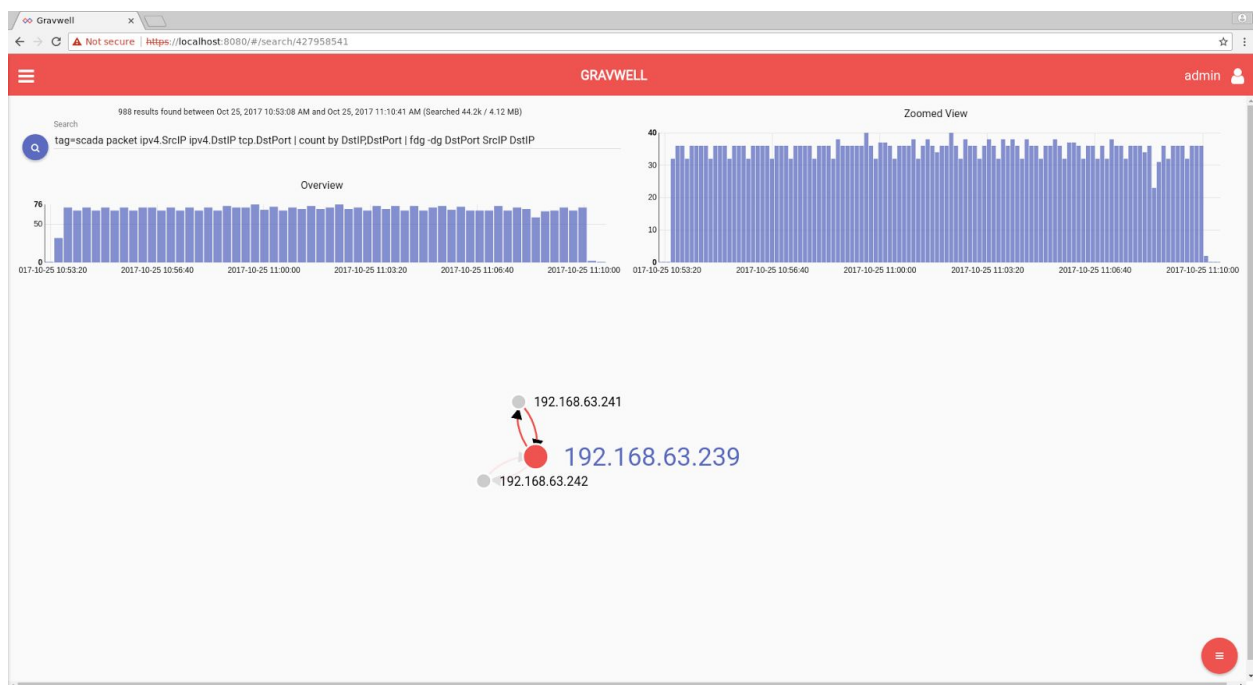 Gravwell
Not secure | https://localhost:8080/#/search/427958541
GRAVWELL
admin
988 results found between Oct 25, 2017 10:53:08 AM and Oct 25, 2017 11:10:41 AM (Searched 44.2k / 4.12 MB)
Search
tag=scada packet ipv4.SrcIP ipv4.DstIP tcp.DstPort | count by DstIP,DstPort | fdg -dg DstPort SrcIP DstIP
Overview
76
50
0
017-10-25 10:53:20 2017-10-25 10:56:40 2017-10-25 11:00:00 2017-10-25 11:03:20 2017-10-25 11:06:40 2017-10-25 11:10:00
Zoomed View
40
30
20
10
0
017-10-25 10:53:20 2017-10-25 10:56:40 2017-10-25 11:00:00 2017-10-25 11:03:20 2017-10-25 11:06:40 2017-10-25 11:10:00
192.168.63.241
192.168.63.239
192.168.63.242